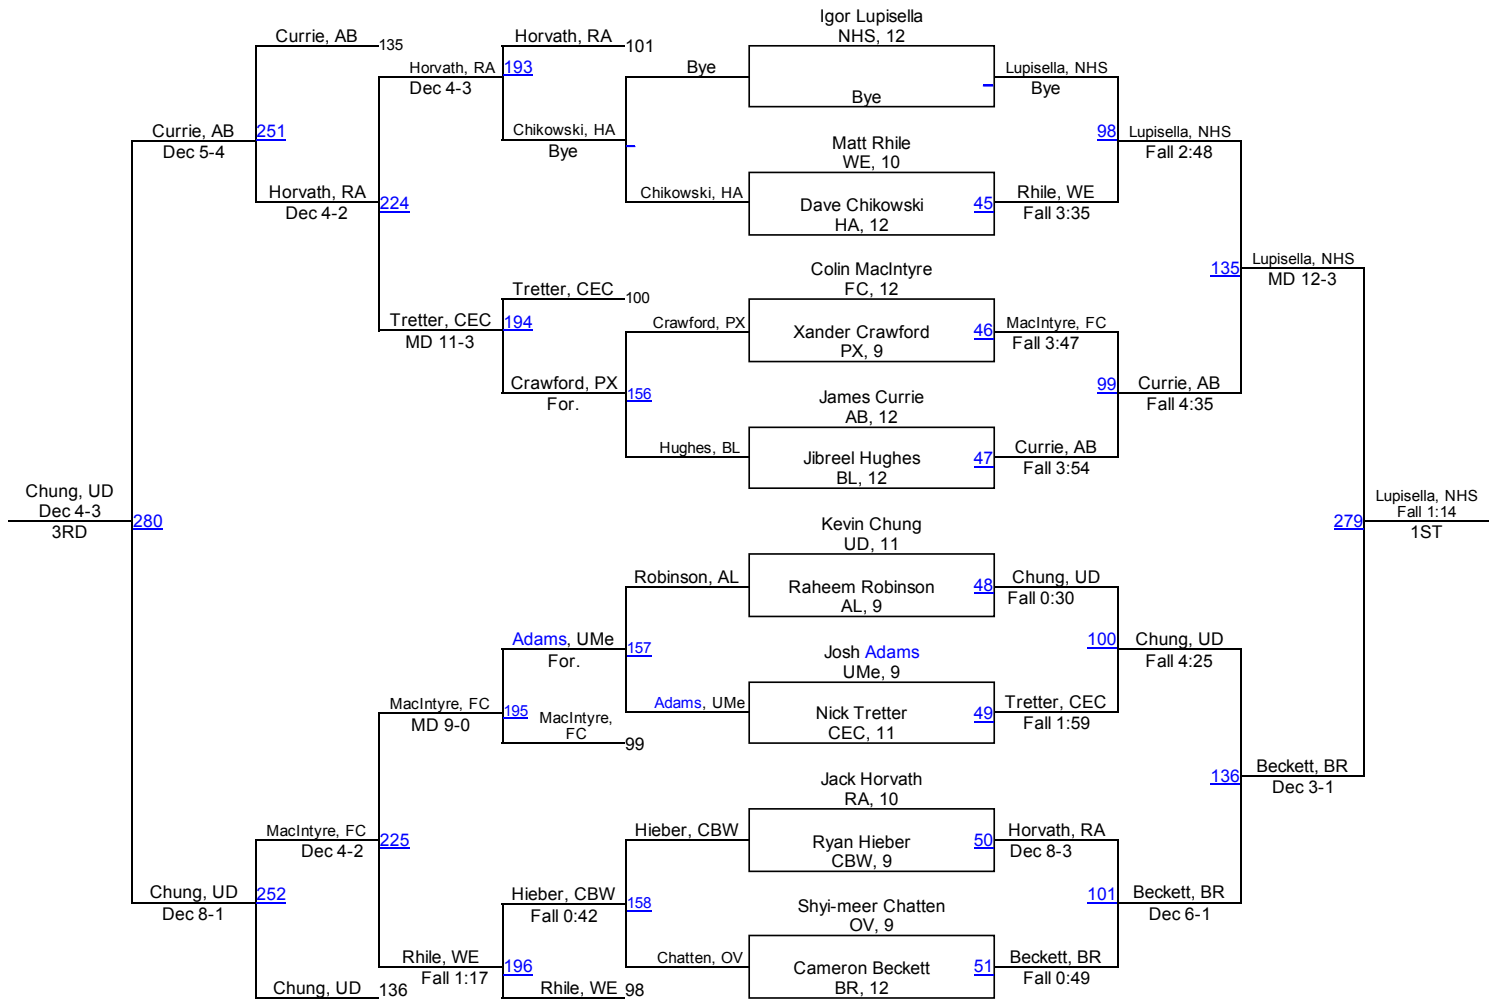 Igor Lupisella
NHS, 12
Currie, AB
135
Horvath, RA
101
Horvath, RA
193
Dec 4-3
Bye
Lupisella, NHS
Bye
Bye
Currie, AB
251
Dec 5-4
Chikowski, HA
Bye
Matt Rhile
WE, 10
98
Lupisella, NHS
Fall 2:48
Horvath, RA
Dec 4-2
224
Chikowski, HA
Dave Chikowski
HA, 12
45
Rhile, WE
Fall 3:35
Colin MacIntyre
FC, 12
135
Lupisella, NHS
MD 12-3
Tretter, CEC
100
Tretter, CEC
194
MD 11-3
Crawford, PX
Xander Crawford
PX, 9
46
MacIntyre, FC
Fall 3:47
Crawford, PX
For.
156
James Currie
AB, 12
99
Currie, AB
Fall 4:35
Hughes, BL
Jibreel Hughes
BL, 12
47
Currie, AB
Fall 3:54
Chung, UD
Dec 4-3
3RD
280
Kevin Chung
UD, 11
279
Lupisella, NHS
Fall 1:14
1ST
Robinson, AL
Raheem Robinson
AL, 9
48
Chung, UD
Fall 0:30
Adams, UMe
For.
157
Josh Adams
UMe, 9
100
Chung, UD
Fall 4:25
MacIntyre, FC
MD 9-0
195
MacIntyre,
FC
99
Adams, UMe
Nick Tretter
CEC, 11
49
Tretter, CEC
Fall 1:59
Jack Horvath
RA, 10
136
Beckett, BR
Dec 3-1
MacIntyre, FC
Dec 4-2
225
Hieber, CBW
Ryan Hieber
CBW, 9
50
Horvath, RA
Dec 8-3
Chung, UD
Dec 8-1
252
Hieber, CBW
Fall 0:42
158
Shyi-meer Chatten
OV, 9
101
Beckett, BR
Dec 6-1
Rhile, WE
Fall 1:17
196
Chatten, OV
Cameron Beckett
BR, 12
51
Beckett, BR
Fall 0:49
Chung, UD
136
Rhile, WE
98